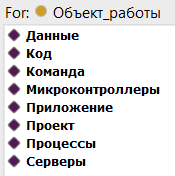 For: Объект_работы
Данные
Код
Команда
Микроконтроллеры
Приложение
Проект
Процессы
Серверы